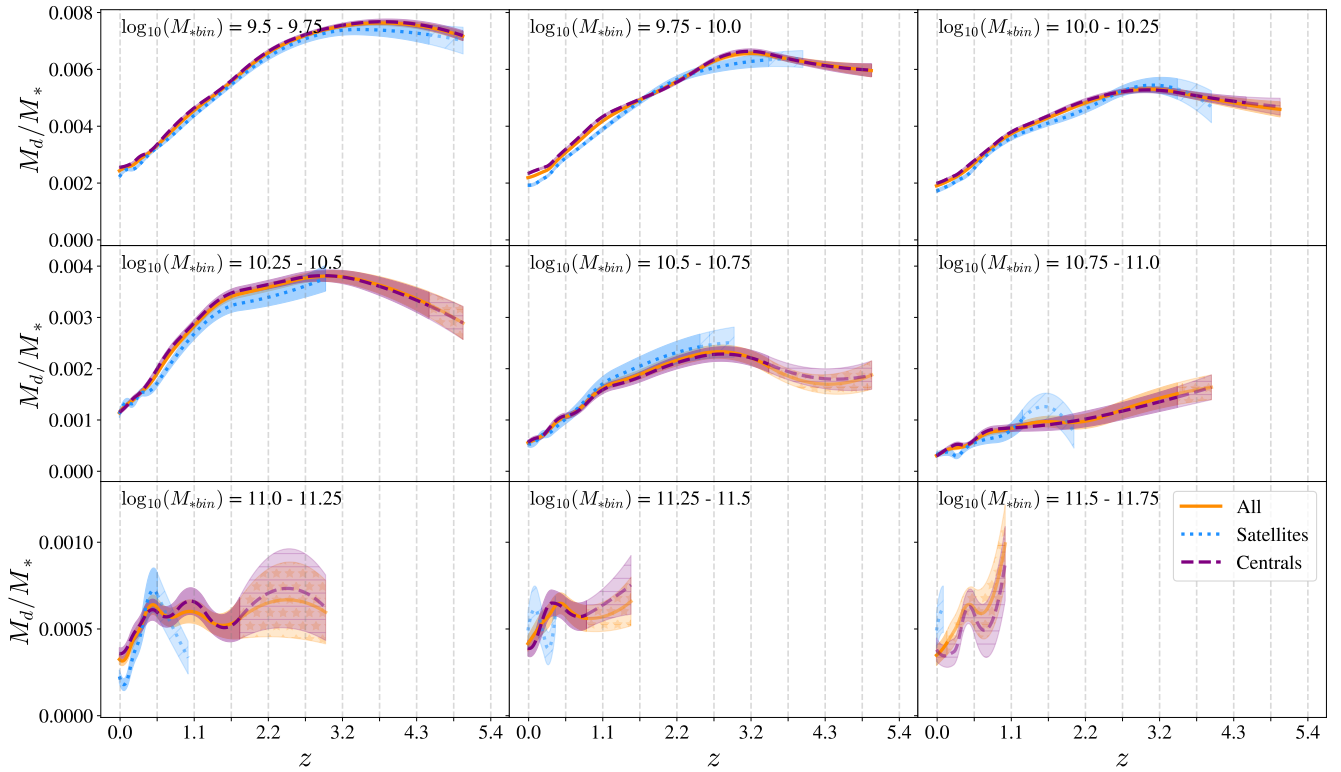 log₁₀(M∗bin) = 9.5 - 9.75
log₁₀(M∗bin) = 9.75 - 10.0
log₁₀(M∗bin) = 10.0 - 10.25
M_d/M_*
0.008
0.006
0.004
0.002
0.000
log₁₀(M∗bin) = 10.25 - 10.5
log₁₀(M∗bin) = 10.5 - 10.75
log₁₀(M∗bin) = 10.75 - 11.0
M_d/M_*
0.004
0.003
0.002
0.001
0.000
log₁₀(M∗bin) = 11.0 - 11.25
log₁₀(M∗bin) = 11.25 - 11.5
log₁₀(M∗bin) = 11.5 - 11.75
All
Satellites
Centrals
M_d/M_*
0.0010
0.0005
0.0000
0.0 1.1 2.2 3.2 4.3 5.4
0.0 1.1 2.2 3.2 4.3 5.4
0.0 1.1 2.2 3.2 4.3 5.4
z
z
z